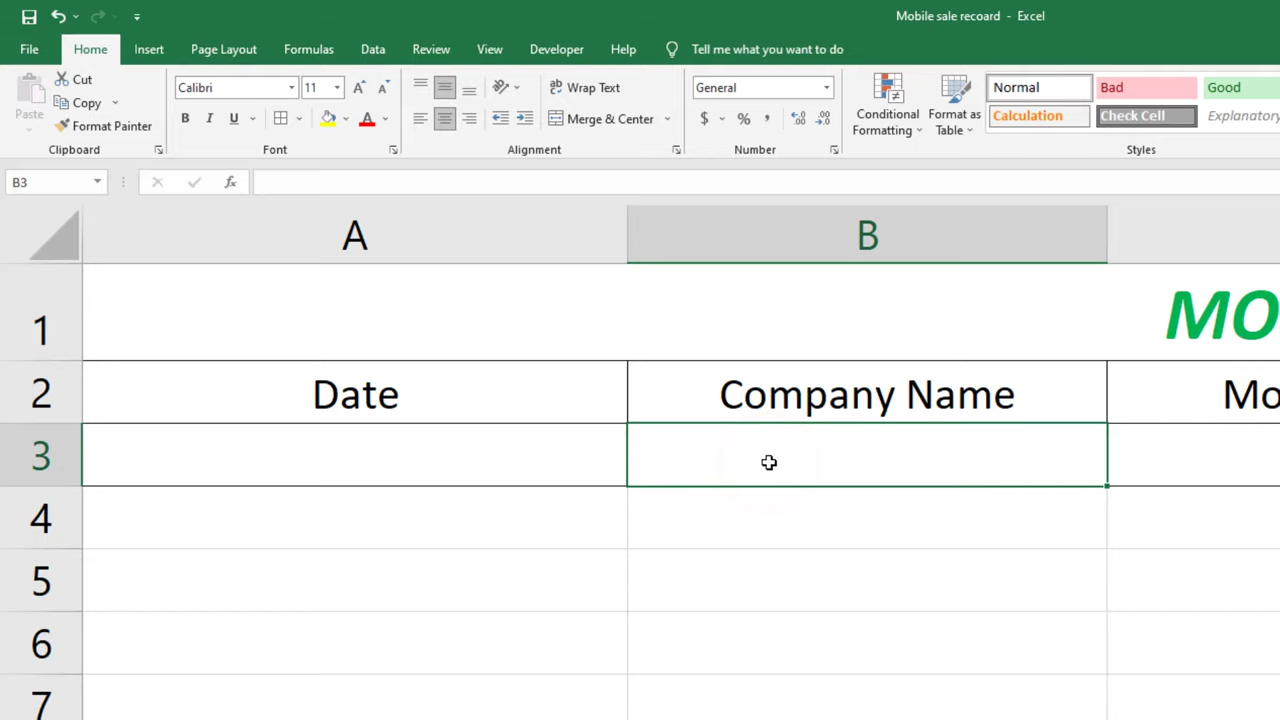 Mobile sale recoard - Excel
File Home Insert Page Layout Formulas Data Review View Developer Help Tell me what you want to do
Paste Cut Copy Format Painter
Clipboard
Calibri 11
B I U A A A
Font
Wrap Text
Merge & Center
Alignment
General
$ % ,
Number
Conditional Formatting
Format as Table
Normal Bad Good
Calculation Check Cell Explanatory
Styles
B3 fx
A B
1 MO
2 Date Company Name Mo
3
4
5
6
7